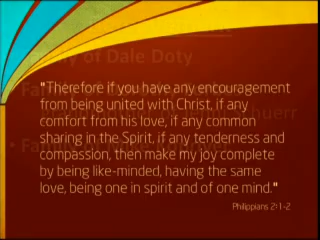 ly of Dale Doty
"Therefore if you have any encouragement
from being united with Christ, if any
comfort from his love, if any common
sharing in the Spirit, if any tenderness and
compassion, then make my joy complete
by being like-minded, having the same
love, being one in spirit and of one mind."
Philippians 2:1-2